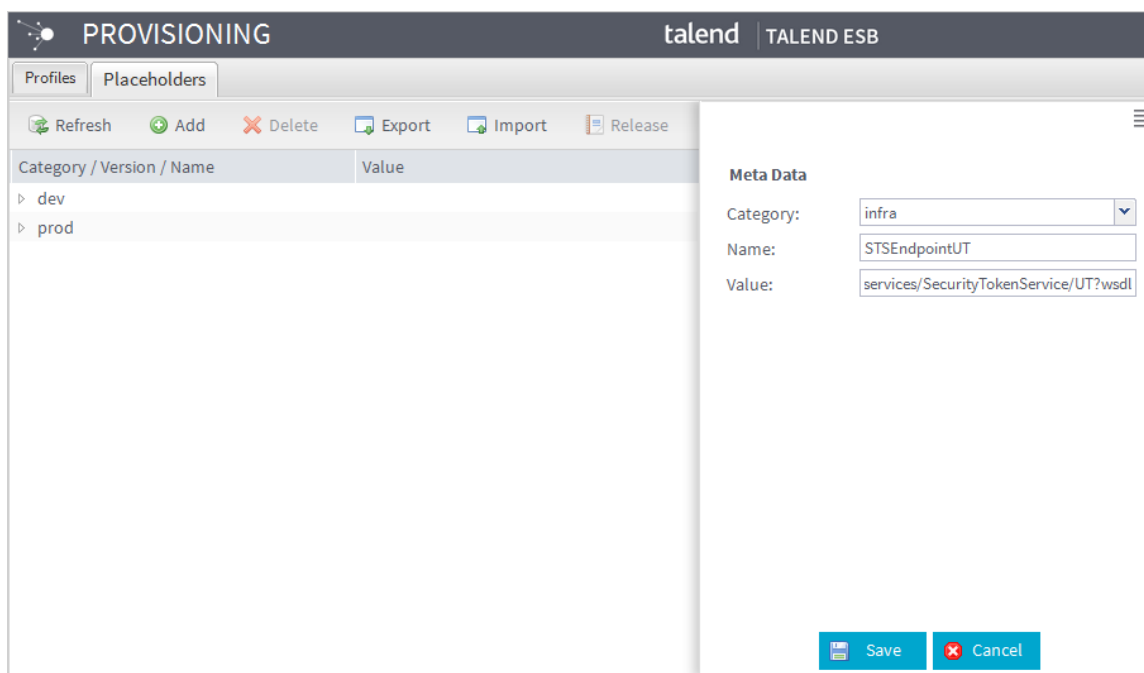 PROVISIONING talend TALEND ESB
Profiles Placeholders
Refresh Add Delete Export Import Release
Category / Version / Name Value
dev
prod
Meta Data
Category: infra
Name: STSEndpointUT
Value: services/SecurityTokenService/UT?wsdl
Save Cancel